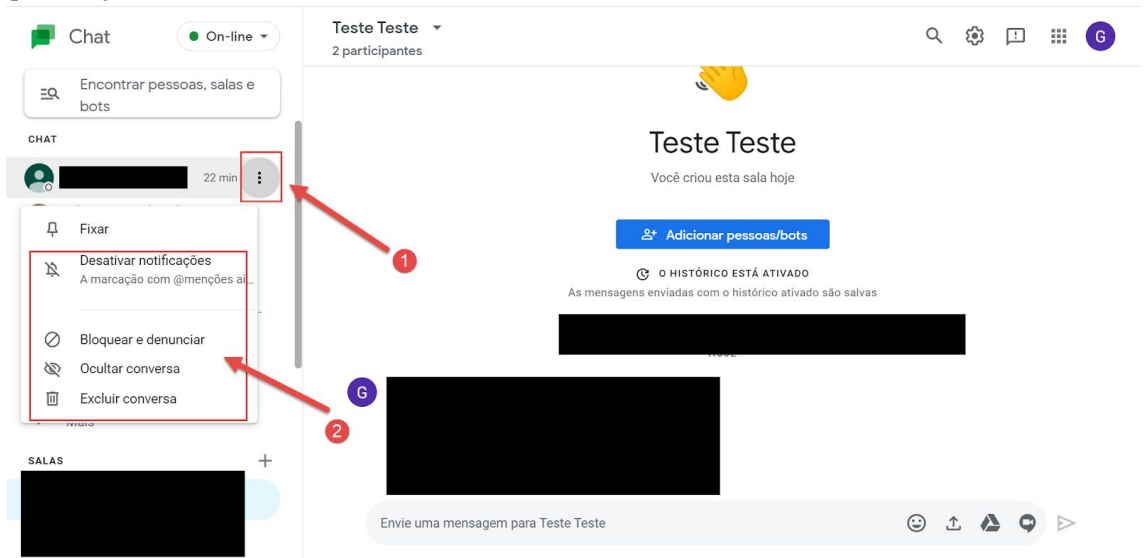 Chat
On-line
Teste Teste
2 participantes
G
Encontrar pessoas, salas e
bots
CHAT
22 min
1
Fixar
Desativar notificações
A marcação com @menções ai...
Bloquear e denunciar
Ocultar conversa
Excluir conversa
Mais
2
SALAS
Teste Teste
Você criou esta sala hoje
Adicionar pessoas/bots
O HISTÓRICO ESTÁ ATIVADO
As mensagens enviadas com o histórico ativado são salvas
G
Envie uma mensagem para Teste Teste